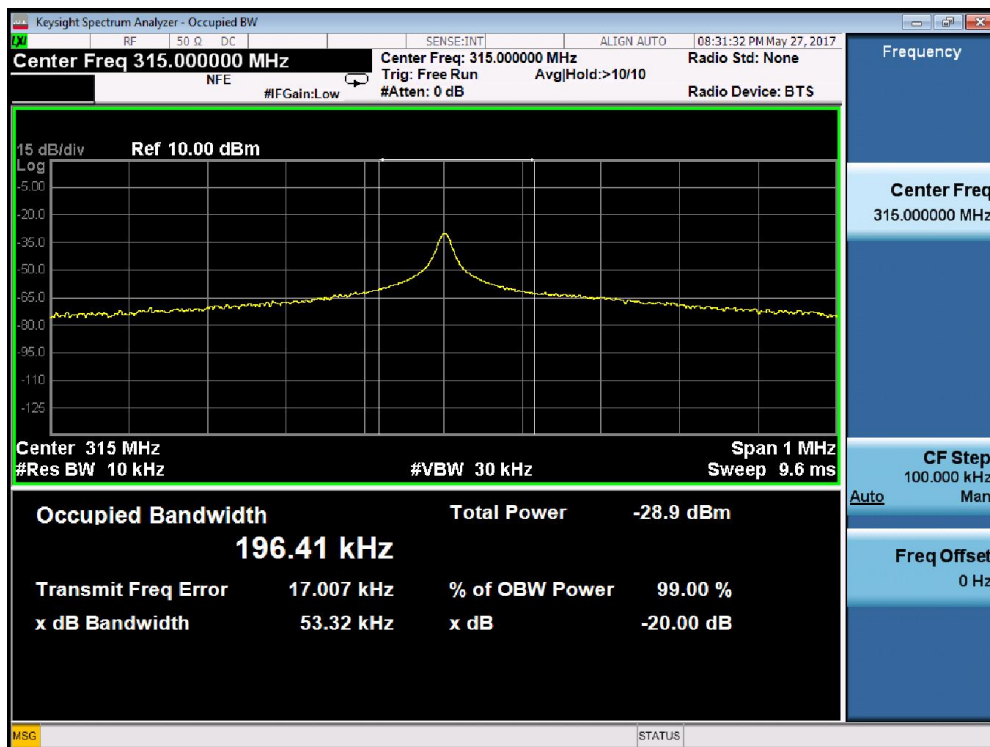 Keysight Spectrum Analyzer - Occupied BW
LXI RF 50 Ω DC SENSE:INT ALIGN AUTO 08:31:32 PM May 27, 2017
Center Freq 315.000000 MHz
NFE
#IFGain:Low
Center Freq: 315.000000 MHz
Trig: Free Run Avg|Hold:>10/10
#Atten: 0 dB
Radio Std: None
Radio Device: BTS
15 dB/div Ref 10.00 dBm
Log
-5.00
-20.0
-35.0
-50.0
-65.0
-80.0
-95.0
-110
-125
Center 315 MHz Span 1 MHz
#Res BW 10 kHz #VBW 30 kHz Sweep 9.6 ms
Occupied Bandwidth Total Power -28.9 dBm
196.41 kHz
Transmit Freq Error 17.007 kHz % of OBW Power 99.00 %
x dB Bandwidth 53.32 kHz x dB -20.00 dB
Frequency
Center Freq
315.000000 MHz
CF Step
100.000 kHz
Auto Man
Freq Offset
0 Hz
MSG STATUS